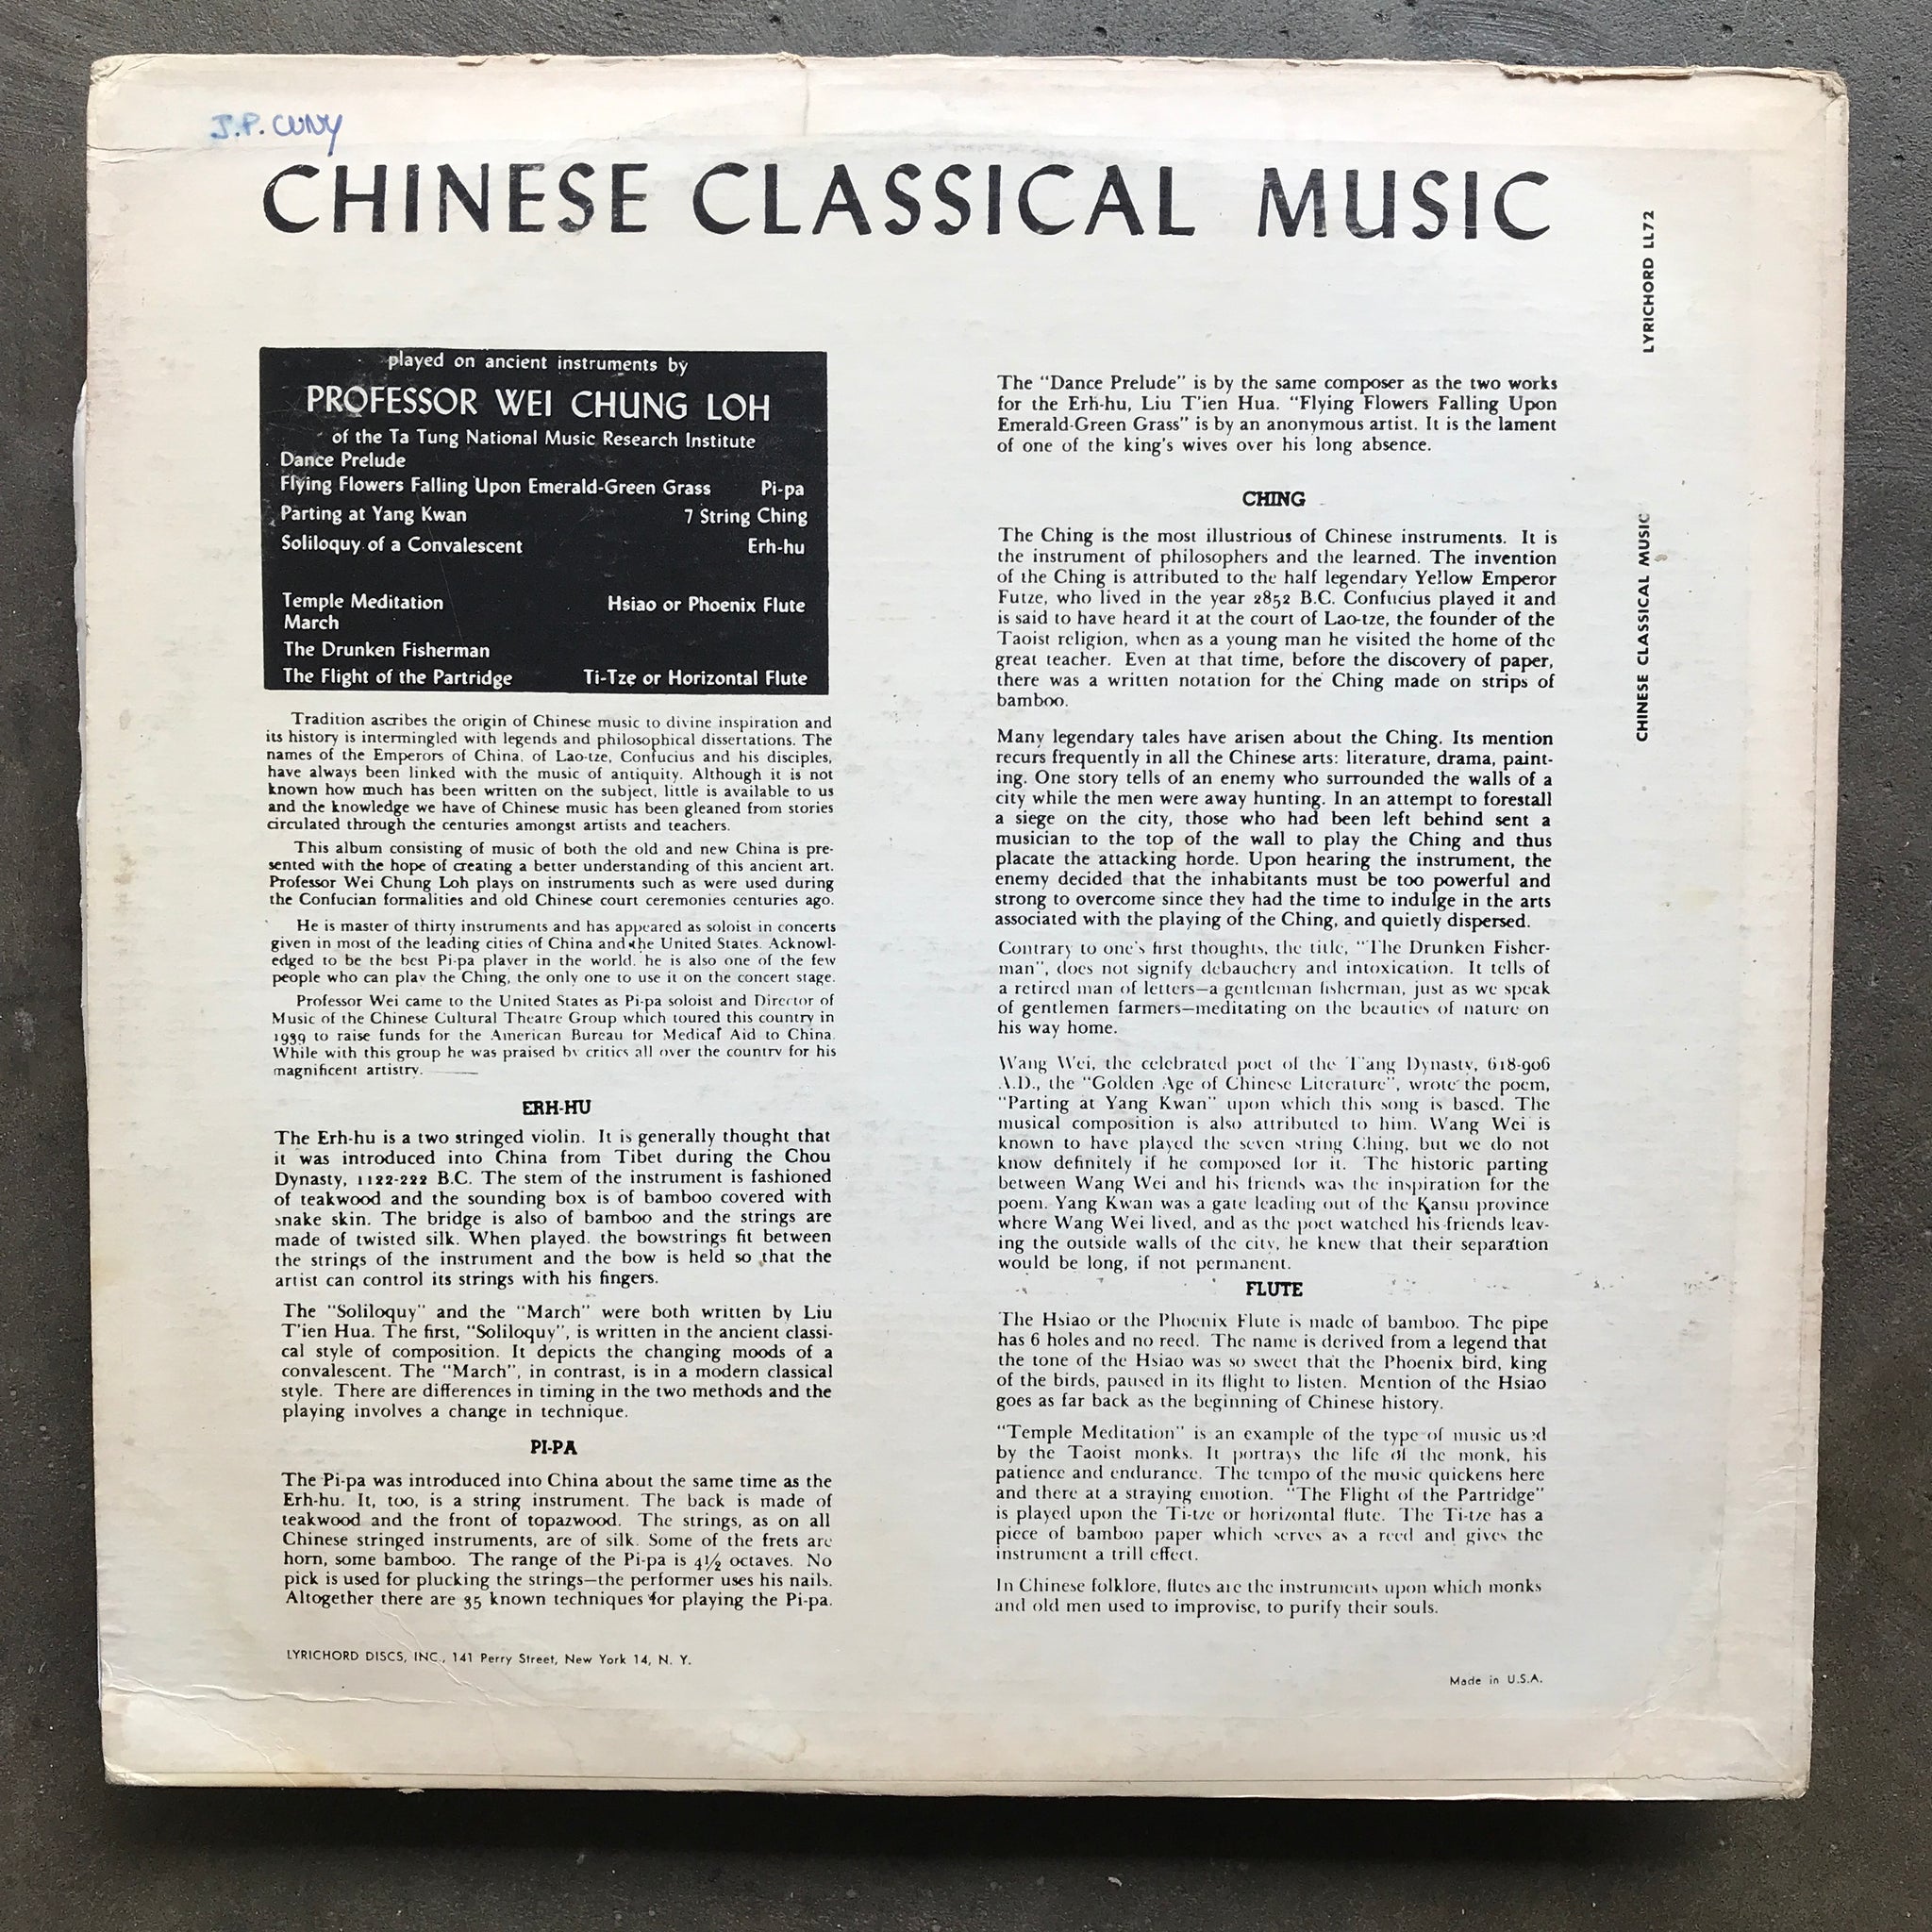 J.P. CUNY
CHINESE CLASSICAL MUSIC
played on ancient instruments by
PROFESSOR WEI CHUNG LOH
of the Ta Tung National Music Research Institute
Dance Prelude
Flying Flowers Falling Upon Emerald-Green Grass Pi-pa
Parting at Yang Kwan 7 String Ching
Soliloquy of a Convalescent Erh-hu
Temple Meditation Hsiao or Phoenix Flute
March
The Drunken Fisherman
The Flight of the Partridge Ti-Tze or Horizontal Flute
Tradition ascribes the origin of Chinese music to divine inspiration and
its history is intermingled with legends and philosophical dissertations. The
names of the Emperors of China, of Lao-tze, Confucius and his disciples,
have always been linked with the music of antiquity. Although it is not
known how much has been written on the subject, little is available to us
and the knowledge we have of Chinese music has been gleaned from stories
circulated through the centuries amongst artists and teachers.
This album consisting of music of both the old and new China is pre-
sented with the hope of creating a better understanding of this ancient art.
Professor Wei Chung Loh plays on instruments such as were used during
the Confucian formalities and old Chinese court ceremonies centuries ago.
He is master of thirty instruments and has appeared as soloist in concerts
given in most of the leading cities of China and the United States. Acknowl-
edged to be the best Pi-pa player in the world, he is also one of the few
people who can play the Ching, the only one to use it on the concert stage.
Professor Wei came to the United States as Pi-pa soloist and Director of
Music of the Chinese Cultural Theatre Group which toured this country in
1939 to raise funds for the American Bureau for Medical Aid to China.
While with this group he was praised by critics all over the country for his
magnificent artistry.
ERH-HU
The Erh-hu is a two stringed violin. It is generally thought that
it was introduced into China from Tibet during the Chou
Dynasty, 1122-222 B.C. The stem of the instrument is fashioned
of teakwood and the sounding box is of bamboo covered with
snake skin. The bridge is also of bamboo and the strings are
made of twisted silk. When played, the bowstrings fit between
the strings of the instrument and the bow is held so that the
artist can control its strings with his fingers.
The "Soliloquy" and the "March" were both written by Liu
T'ien Hua. The first, "Soliloquy", is written in the ancient classi-
cal style of composition. It depicts the changing moods of a
convalescent. The "March", in contrast, is in a modern classical
style. There are differences in timing in the two methods and the
playing involves a change in technique.
PI-PA
The Pi-pa was introduced into China about the same time as the
Erh-hu. It, too, is a string instrument. The back is made of
teakwood and the front of topazwood. The strings, as on all
Chinese stringed instruments, are of silk. Some of the frets are
horn, some bamboo. The range of the Pi-pa is 4½ octaves. No
pick is used for plucking the strings—the performer uses his nails.
Altogether there are 35 known techniques for playing the Pi-pa.
LYRICHORD DISCS, INC., 141 Perry Street, New York 14, N. Y.
The "Dance Prelude" is by the same composer as the two works
for the Erh-hu, Liu T'ien Hua. "Flying Flowers Falling Upon
Emerald-Green Grass" is by an anonymous artist. It is the lament
of one of the king's wives over his long absence.
CHING
The Ching is the most illustrious of Chinese instruments. It is
the instrument of philosophers and the learned. The invention
of the Ching is attributed to the half legendary Yellow Emperor
Futze, who lived in the year 2852 B.C. Confucius played it and
is said to have heard it at the court of Lao-tze, the founder of the
Taoist religion, when as a young man he visited the home of the
great teacher. Even at that time, before the discovery of paper,
there was a written notation for the Ching made on strips of
bamboo.
Many legendary tales have arisen about the Ching. Its mention
recurs frequently in all the Chinese arts: literature, drama, paint-
ing. One story tells of an enemy who surrounded the walls of a
city while the men were away hunting. In an attempt to forestall
a siege on the city, those who had been left behind sent a
musician to the top of the wall to play the Ching and thus
placate the attacking horde. Upon hearing the instrument, the
enemy decided that the inhabitants must be too powerful and
strong to overcome since they had the time to indulge in the arts
associated with the playing of the Ching, and quietly dispersed.
Contrary to one's first thoughts, the title, "The Drunken Fisher-
man", does not signify debauchery and intoxication. It tells of
a retired man of letters—a gentleman fisherman, just as we speak
of gentlemen farmers—meditating on the beauties of nature on
his way home.
Wang Wei, the celebrated poet of the T'ang Dynasty, 618-906
A.D., the "Golden Age of Chinese Literature", wrote the poem,
"Parting at Yang Kwan" upon which this song is based. The
musical composition is also attributed to him. Wang Wei is
known to have played the seven string Ching, but we do not
know definitely if he composed for it. The historic parting
between Wang Wei and his friends was the inspiration for the
poem. Yang Kwan was a gate leading out of the Kansu province
where Wang Wei lived, and as the poet watched his friends leav-
ing the outside walls of the city, he knew that their separation
would be long, if not permanent.
FLUTE
The Hsiao or the Phoenix Flute is made of bamboo. The pipe
has 6 holes and no reed. The name is derived from a legend that
the tone of the Hsiao was so sweet that the Phoenix bird, king
of the birds, paused in its flight to listen. Mention of the Hsiao
goes as far back as the beginning of Chinese history.
"Temple Meditation" is an example of the type of music used
by the Taoist monks. It portrays the life of the monk, his
patience and endurance. The tempo of the music quickens here
and there at a straying emotion. "The Flight of the Partridge"
is played upon the Ti-tze or horizontal flute. The Ti-tze has a
piece of bamboo paper which serves as a reed and gives the
instrument a trill effect.
In Chinese folklore, flutes are the instruments upon which monks
and old men used to improvise, to purify their souls.
Made in U.S.A.
LYRICHORD LL72
CHINESE CLASSICAL MUSIC